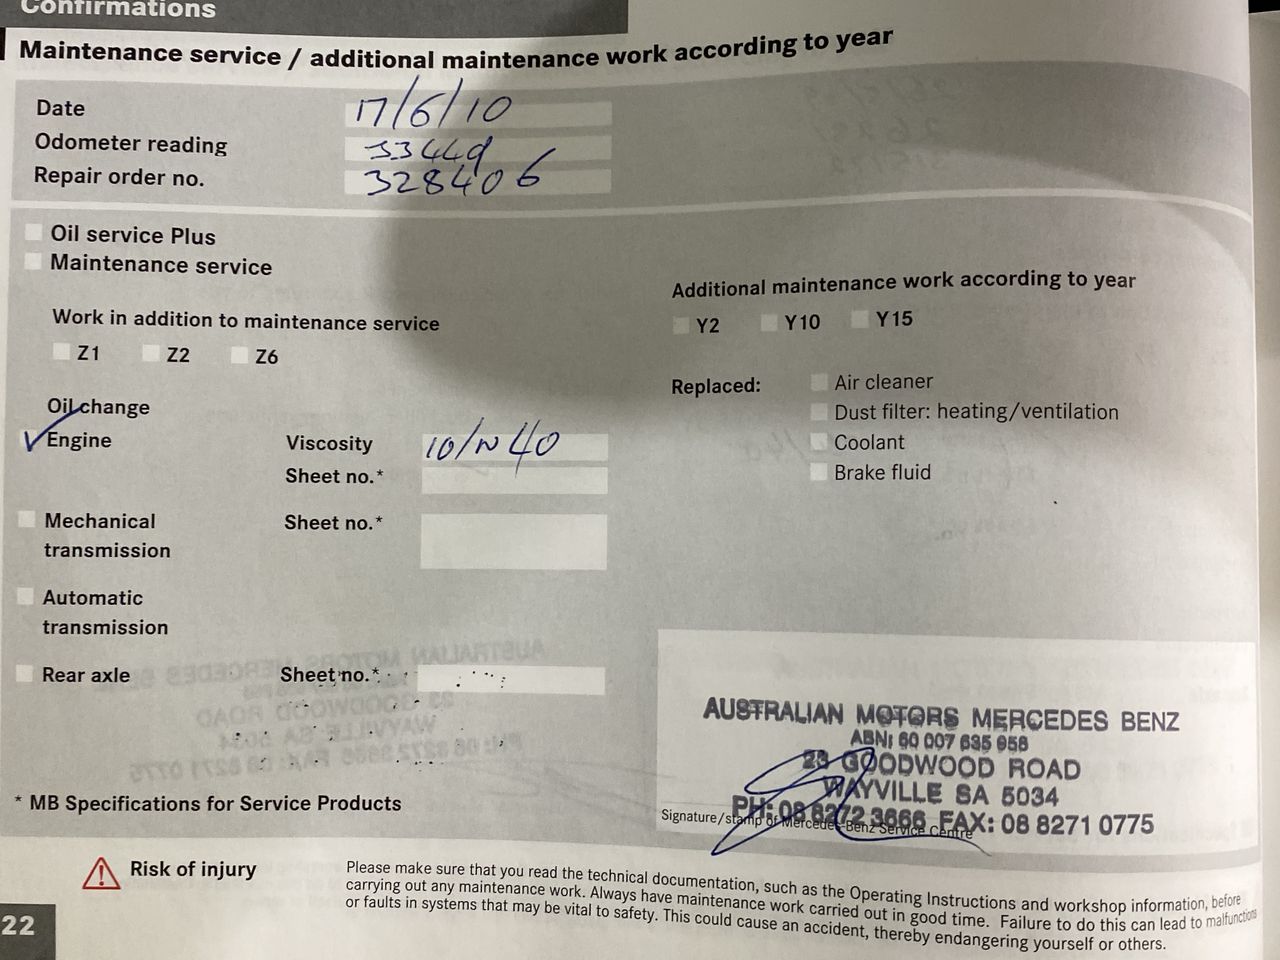 Confirmations
Maintenance service / additional maintenance work according to year
Date 17/6/10
Odometer reading 33449
Repair order no. 328406
Oil service Plus
Maintenance service
Work in addition to maintenance service
Z1 Z2 Z6
Additional maintenance work according to year
Y2 Y10 Y15
Replaced: Air cleaner
Dust filter: heating/ventilation
Coolant
Brake fluid
Oil change
Engine Viscosity 10/W 40
Sheet no.*
Mechanical
transmission Sheet no.*
Automatic
transmission
Rear axle Sheet no.*
* MB Specifications for Service Products
AUSTRALIAN MOTORS MERCEDES BENZ
ABN: 60 007 635 958
23 GOODWOOD ROAD
WAYVILLE SA 5034
PH: 08 8272 3666 FAX: 08 8271 0775
Signature/stamp of Mercedes-Benz Service Centre
Risk of injury
Please make sure that you read the technical documentation, such as the Operating Instructions and workshop information, before
carrying out any maintenance work. Always have maintenance work carried out in good time. Failure to do this can lead to malfunctions
or faults in systems that may be vital to safety. This could cause an accident, thereby endangering yourself or others.
22